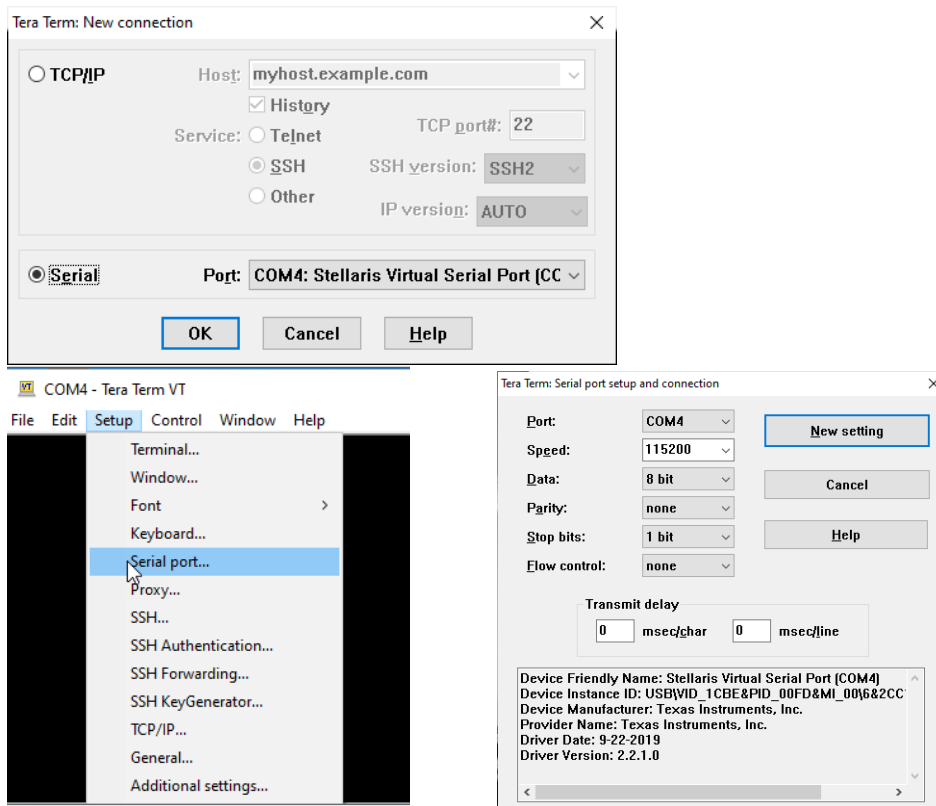 Tera Term: New connection
TCP/IP Host: myhost.example.com
History
Service: Telnet TCP port#: 22
SSH SSH version: SSH2
Other IP version: AUTO
Serial Port: COM4: Stellaris Virtual Serial Port (CC
OK Cancel Help
VT COM4 - Tera Term VT
File Edit Setup Control Window Help
Terminal...
Window...
Font
Keyboard...
Serial port...
Proxy...
SSH...
SSH Authentication...
SSH Forwarding...
SSH KeyGenerator...
TCP/IP...
General...
Additional settings...
Tera Term: Serial port setup and connection
Port: COM4 New setting
Speed: 115200
Data: 8 bit Cancel
Parity: none
Stop bits: 1 bit Help
Flow control: none
Transmit delay
0 msec/char 0 msec/line
Device Friendly Name: Stellaris Virtual Serial Port (COM4)
Device Instance ID: USB\VID_1CBE&PID_00FD&MI_00\6&2CC
Device Manufacturer: Texas Instruments, Inc.
Provider Name: Texas Instruments, Inc.
Driver Date: 9-22-2019
Driver Version: 2.2.1.0